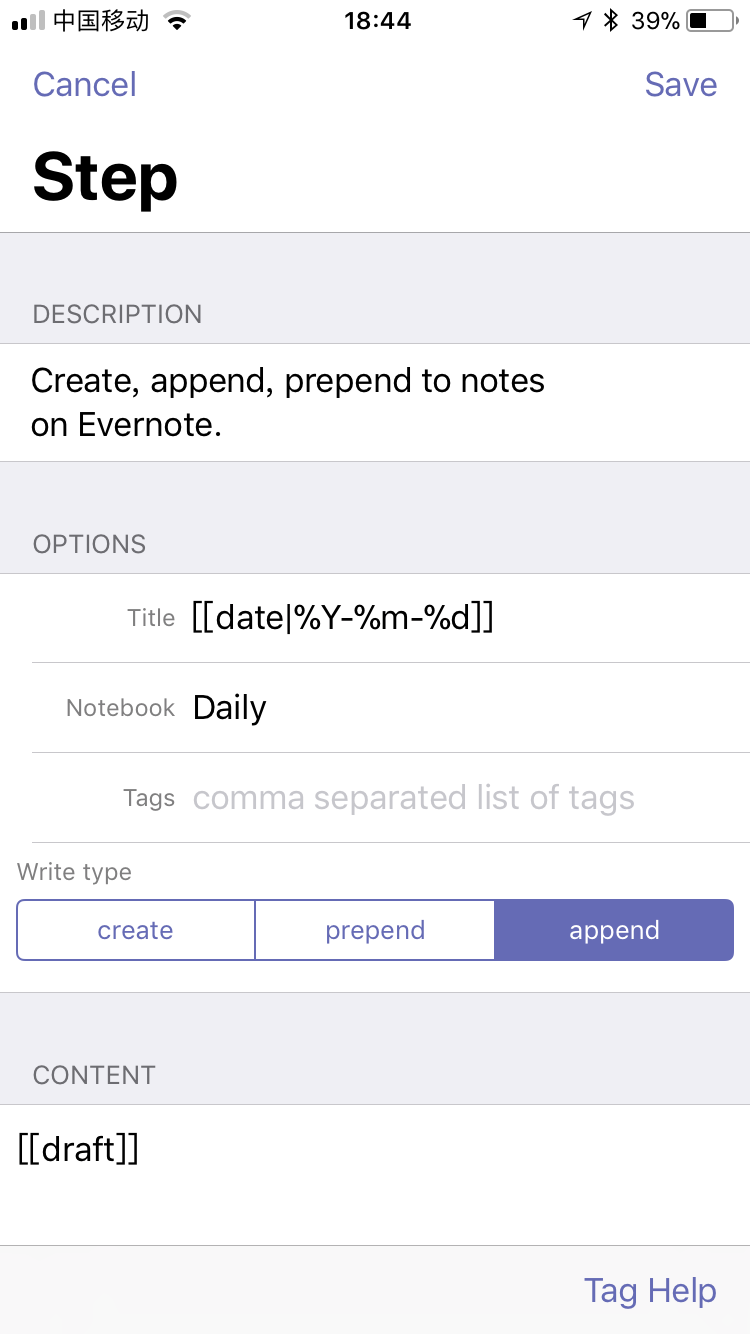 中国移动 18:44 39%
Cancel Save
Step
DESCRIPTION
Create, append, prepend to notes
on Evernote.
OPTIONS
Title [[date|%Y-%m-%d]]
Notebook Daily
Tags comma separated list of tags
Write type
create prepend append
CONTENT
[[draft]]
Tag Help